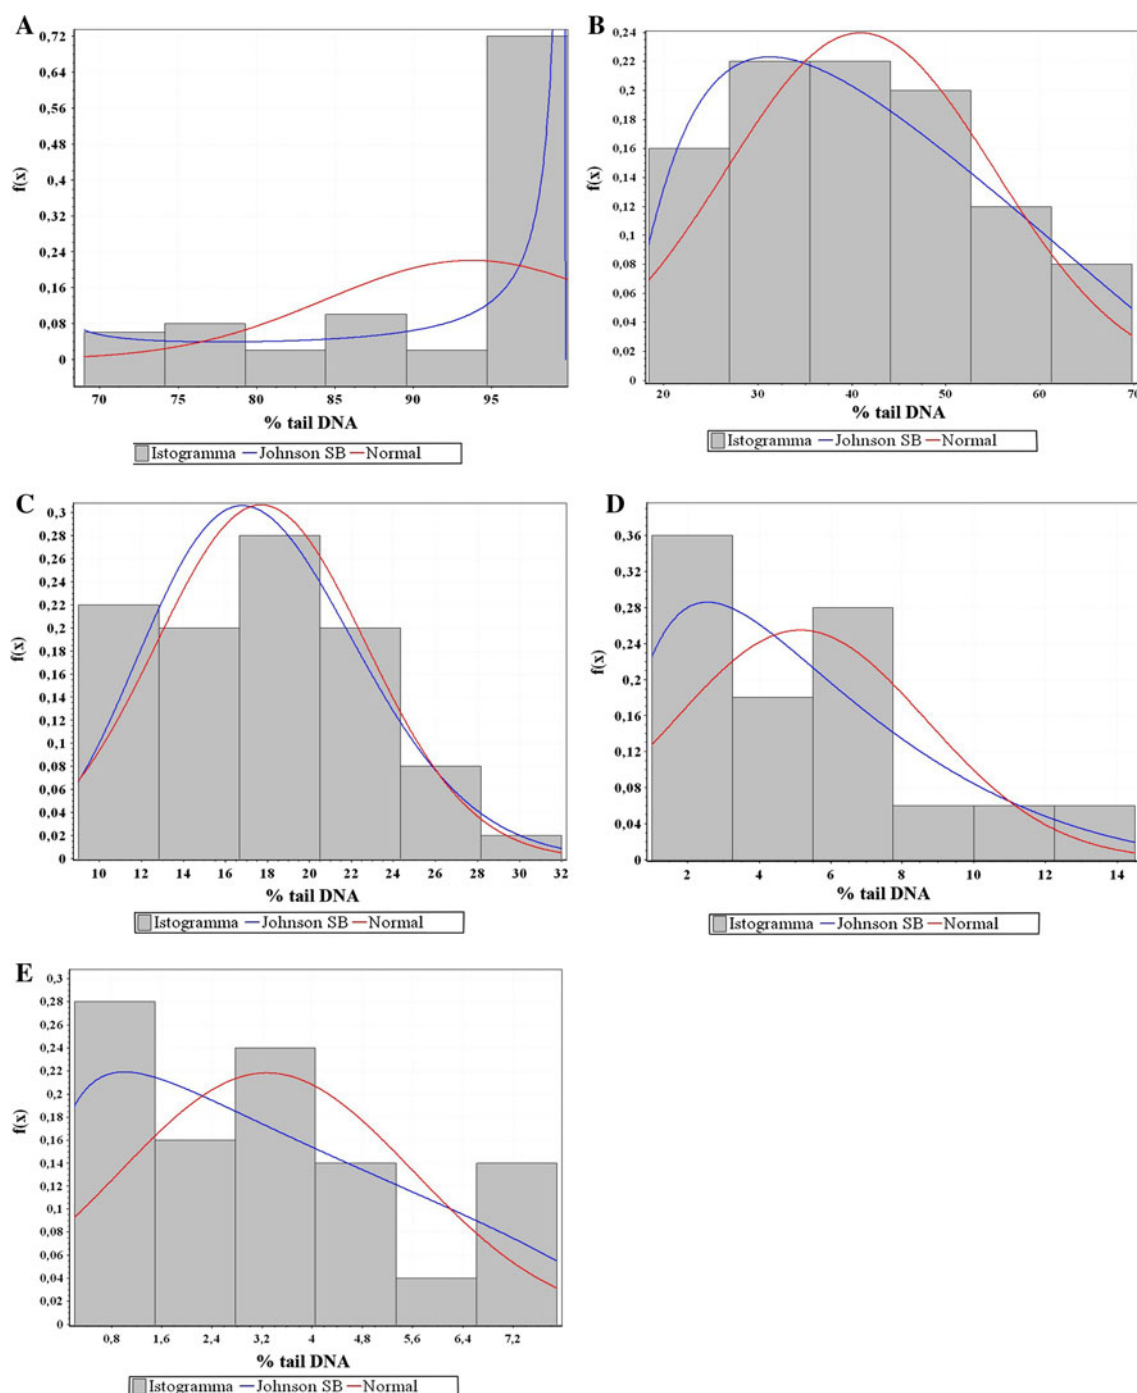 A
0,72
0,64
0,56
0,48
0,4
0,32
0,24
0,16
0,08
0
f(x)
70 75 80 85 90 95
% tail DNA
Istogramma Johnson SB Normal
B
0,24
0,22
0,2
0,18
0,16
0,14
0,12
0,1
0,08
0,06
0,04
0,02
0
f(x)
20 30 40 50 60 70
% tail DNA
Istogramma Johnson SB Normal
C
0,3
0,28
0,26
0,24
0,22
0,2
0,18
0,16
0,14
0,12
0,1
0,08
0,06
0,04
0,02
0
f(x)
10 12 14 16 18 20 22 24 26 28 30 32
% tail DNA
Istogramma Johnson SB Normal
D
0,36
0,32
0,28
0,24
0,2
0,16
0,12
0,08
0,04
0
f(x)
2 4 6 8 10 12 14
% tail DNA
Istogramma Johnson SB Normal
E
0,3
0,28
0,26
0,24
0,22
0,2
0,18
0,16
0,14
0,12
0,1
0,08
0,06
0,04
0,02
0
f(x)
0,8 1,6 2,4 3,2 4 4,8 5,6 6,4 7,2
% tail DNA
Istogramma Johnson SB Normal